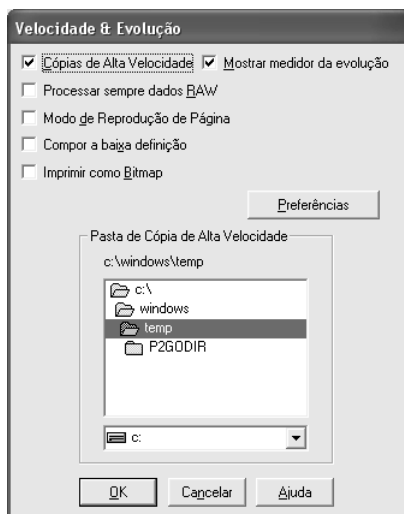 Velocidade & Evolução
Cópias de Alta Velocidade Mostrar medidor da evolução
Processar sempre dados RAW
Modo de Reprodução de Página
Compor a baixa definição
Imprimir como Bitmap
Preferências
Pasta de Cópia de Alta Velocidade
c:\windows\temp
c:\
windows
temp
P2GODIR
c:
OK Cancelar Ajuda